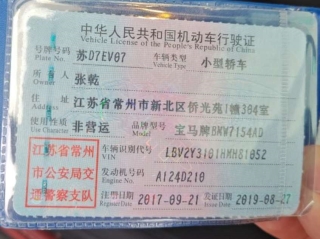 中华人民共和国机动车行驶证
Vehicle License of the People's Republic of China
号牌号码 苏D7EV07 车辆类型 小型轿车
Plate No. Vehicle Type
所有人 张乾
Owner
住址 江苏省常州市新北区侨光苑1幢304室
Address
使用性质 非营运 品牌型号 宝马牌BMW7154AD
Use Character Model
江苏省常州
市公安局交
通警察支队
车辆识别代号
VIN
发动机号码 A124D210
Engine No.
注册日期 2017-09-21 发证日期 2019-08-27